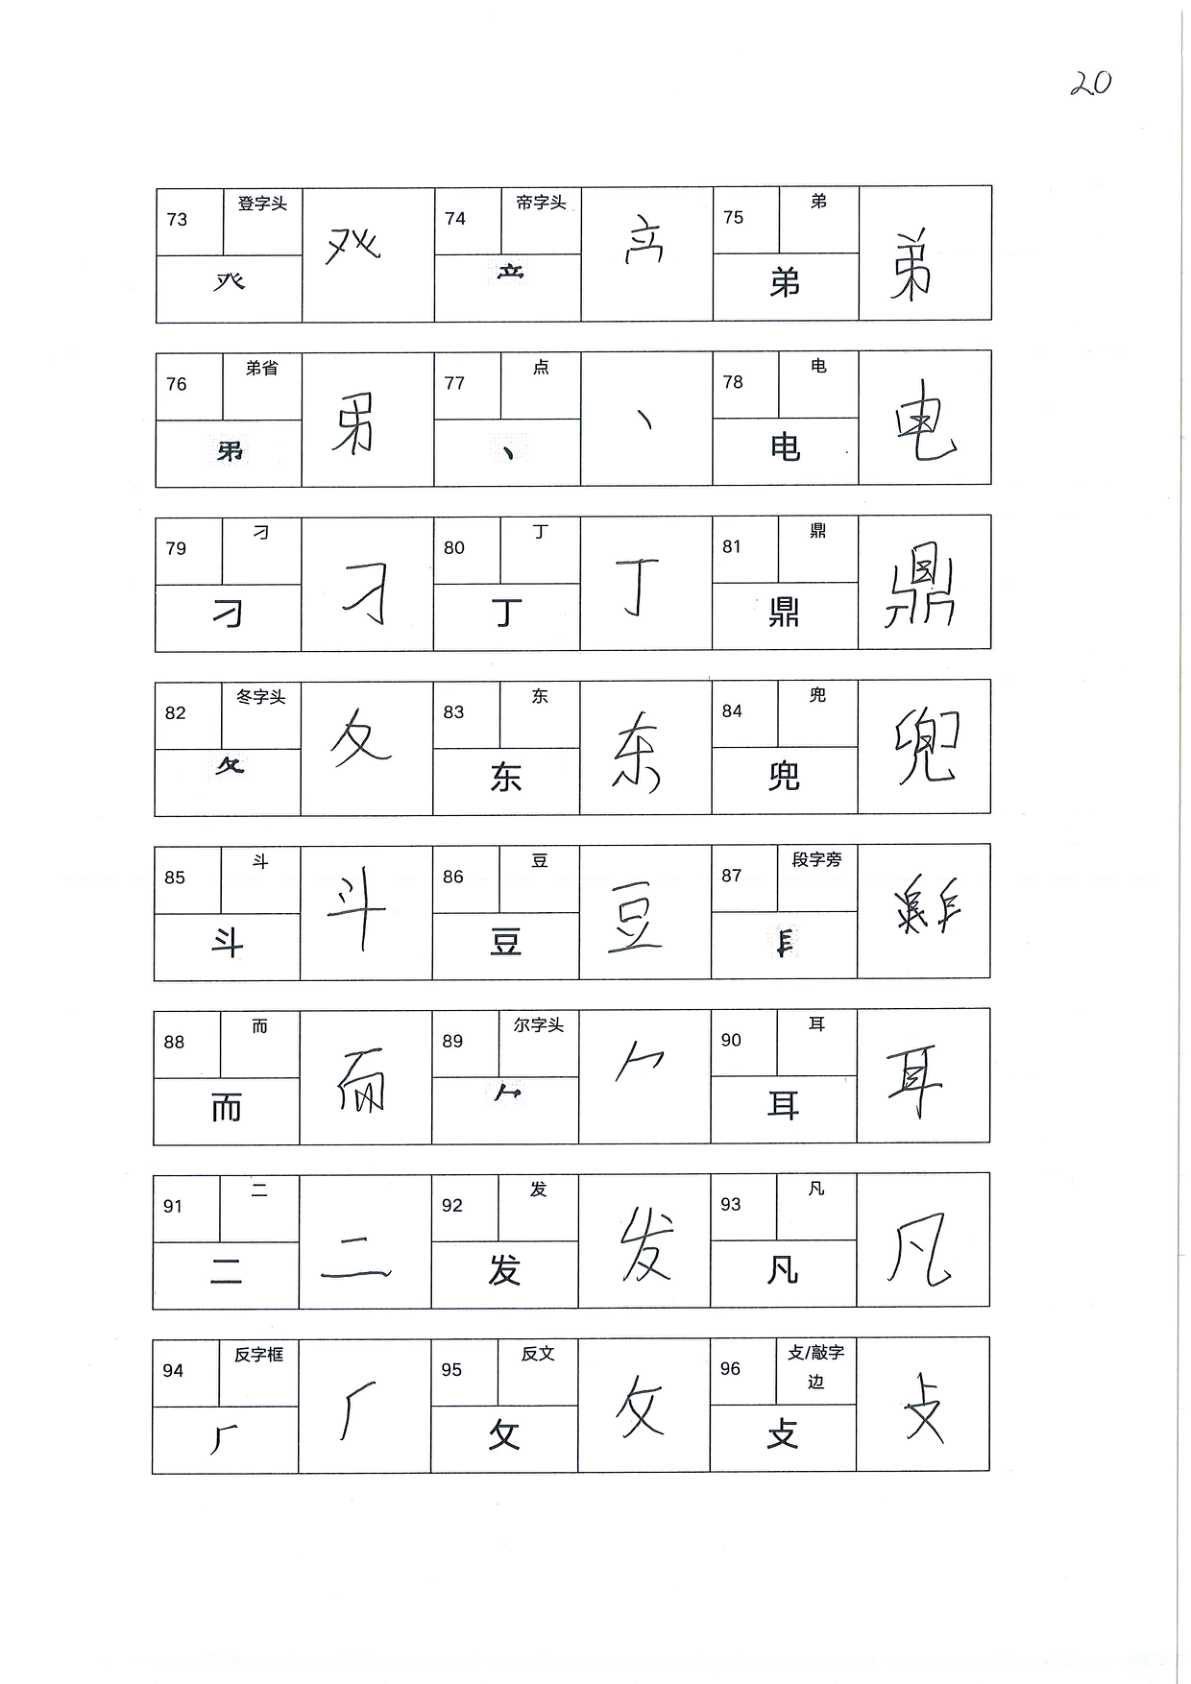 20
73 登字头 癶 癶
74 帝字头
75 弟 弟 弟
76 弟省
77 点 丶 丶
78 电 电 电
79 刁 刁 刁
80 丁 丁 丁
81 鼎 鼎 鼎
82 冬字头 夂 夂
83 东 东 东
84 兜 兜 兜
85 斗 斗 斗
86 豆 豆 豆
87 段字旁
88 而 而 而
89 尔字头 𠂉 𠂉
90 耳 耳 耳
91 二 二 二
92 发 发 发
93 凡 凡 凡
94 反字框 𠂆 𠂆
95 反文 攵 攵
96 攴/敲字
边
攴 攴